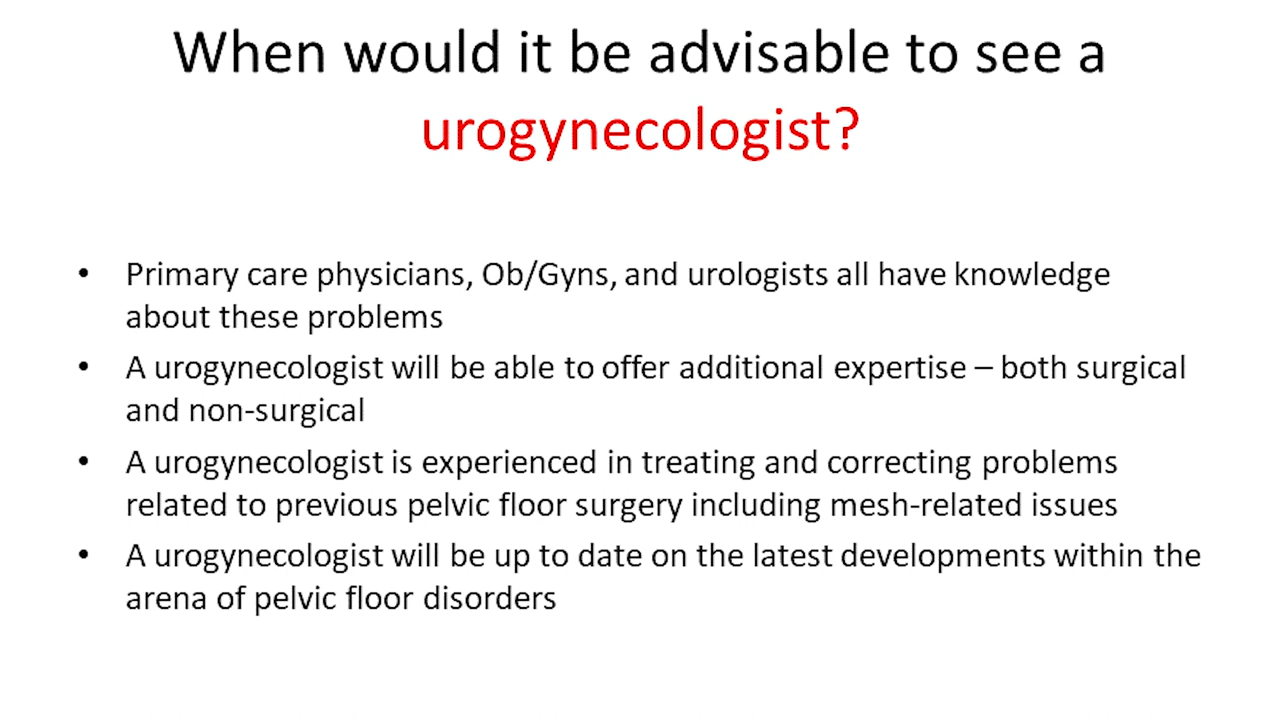 When would it be advisable to see a
urogynecologist?
• Primary care physicians, Ob/Gyns, and urologists all have knowledge
about these problems
• A urogynecologist will be able to offer additional expertise – both surgical
and non-surgical
• A urogynecologist is experienced in treating and correcting problems
related to previous pelvic floor surgery including mesh-related issues
• A urogynecologist will be up to date on the latest developments within the
arena of pelvic floor disorders